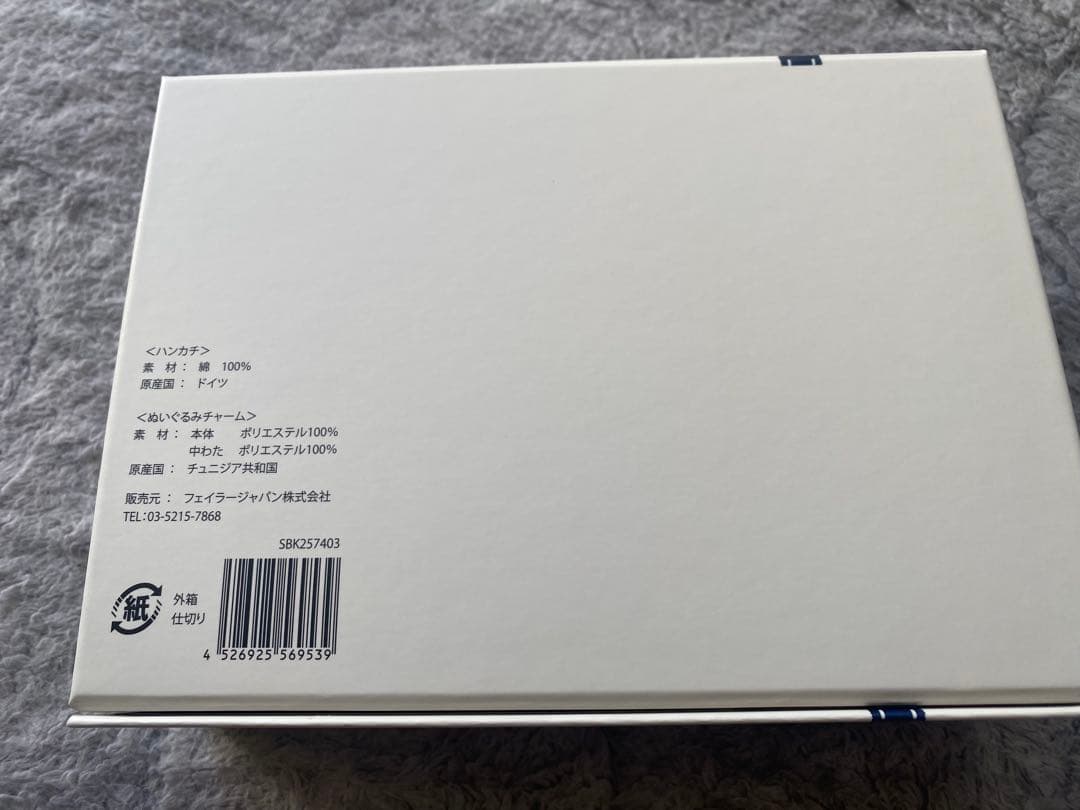 <ハンカチ>
素　材： 綿　100%
原産国： ドイツ
<ぬいぐるみチャーム>
素　材： 本体　ポリエステル100%
中わた　ポリエステル100%
原産国： チュニジア共和国
販売元： フェイラージャパン株式会社
TEL:03-5215-7868
SBK257403
紙
外箱
仕切り
4 526925 569539